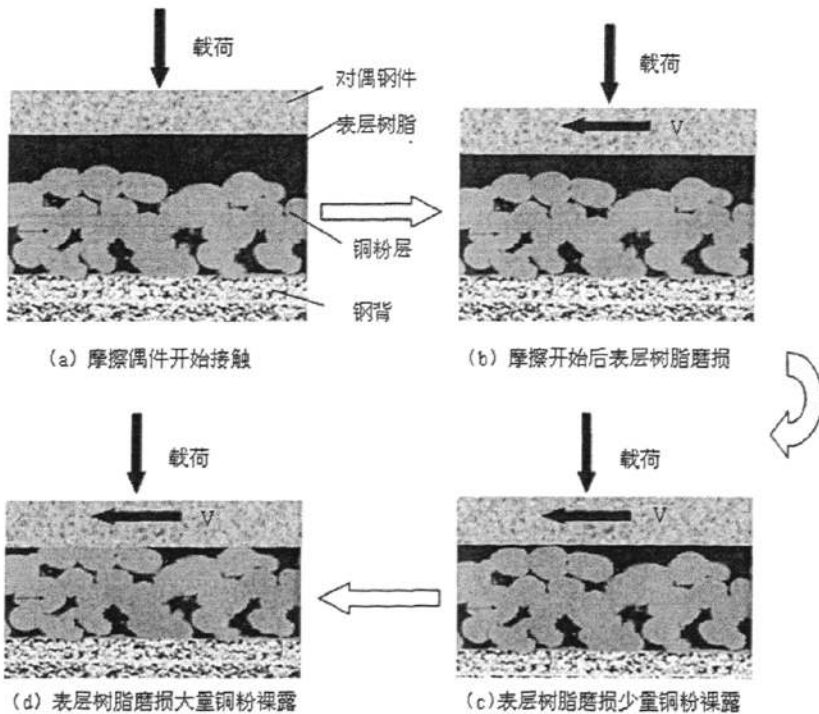 载荷
对偶钢件
表层树脂
铜粉层
钢背
(a) 摩擦偶件开始接触
载荷
V
(b) 摩擦开始后表层树脂磨损
载荷
V
(d) 表层树脂磨损大量铜粉裸露
载荷
V
(c)表层树脂磨损少量铜粉裸露